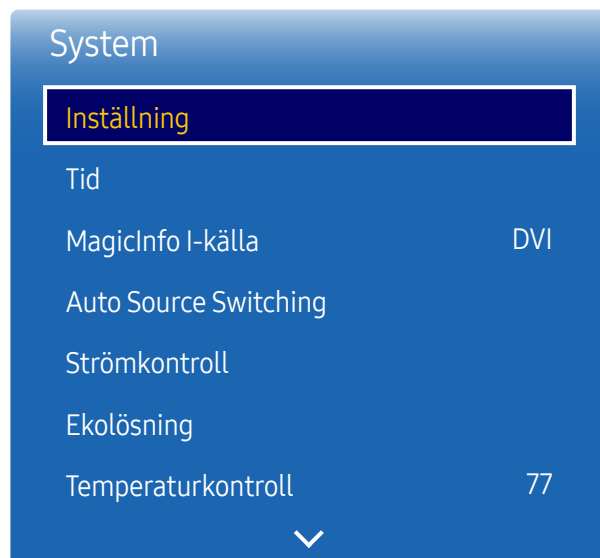 System
Inställning
Tid
MagicInfo I-källa DVI
Auto Source Switching
Strömkontroll
Ekolösning
Temperaturkontroll 77